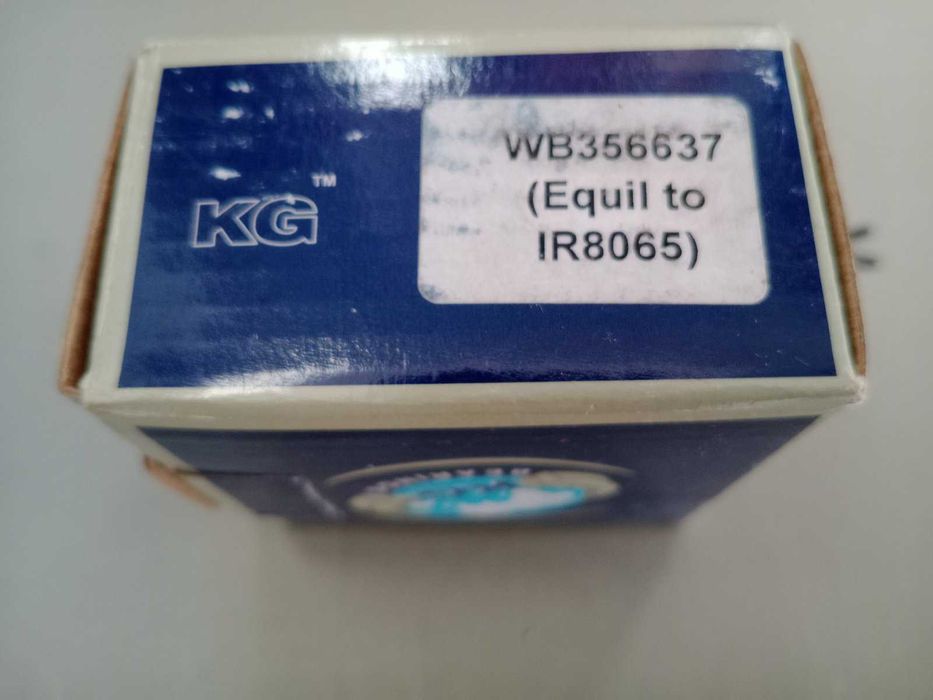 KG™
WB356637
(Equil to
IR8065)